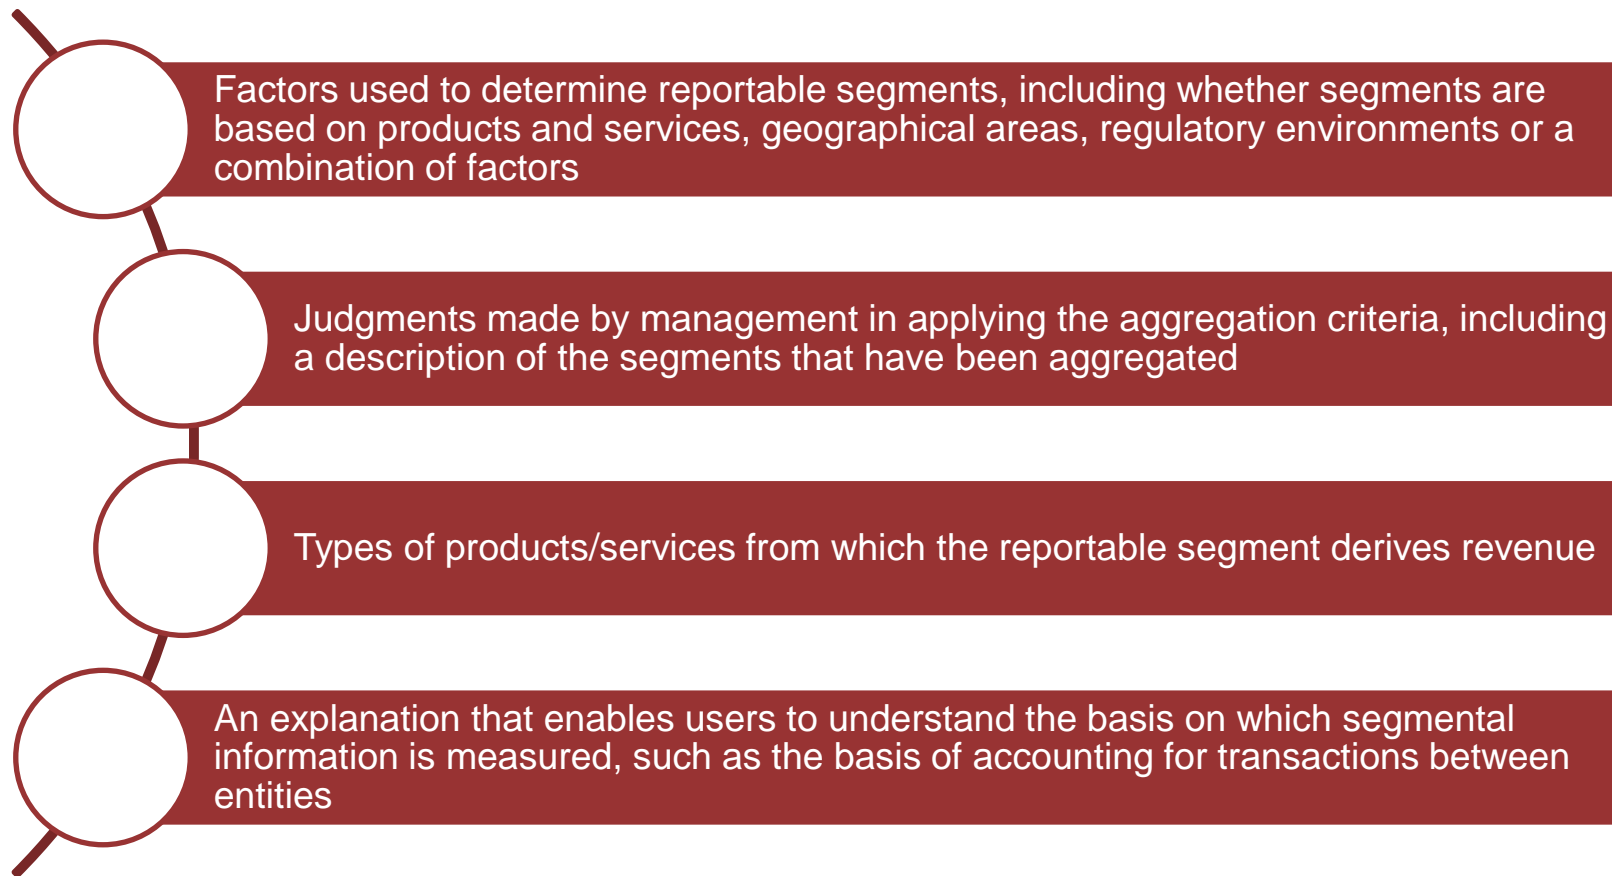 Factors used to determine reportable segments, including whether segments are
based on products and services, geographical areas, regulatory environments or a
combination of factors
Judgments made by management in applying the aggregation criteria, including
a description of the segments that have been aggregated
Types of products/services from which the reportable segment derives revenue
An explanation that enables users to understand the basis on which segmental
information is measured, such as the basis of accounting for transactions between
entities